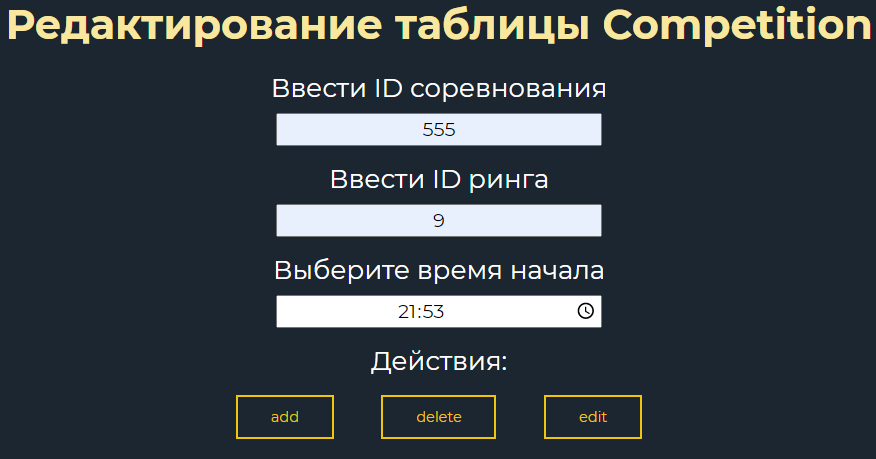 Редактирование таблицы Competition
Ввести ID соревнования
555
Ввести ID ринга
9
Выберите время начала
21:53
Действия:
add delete edit